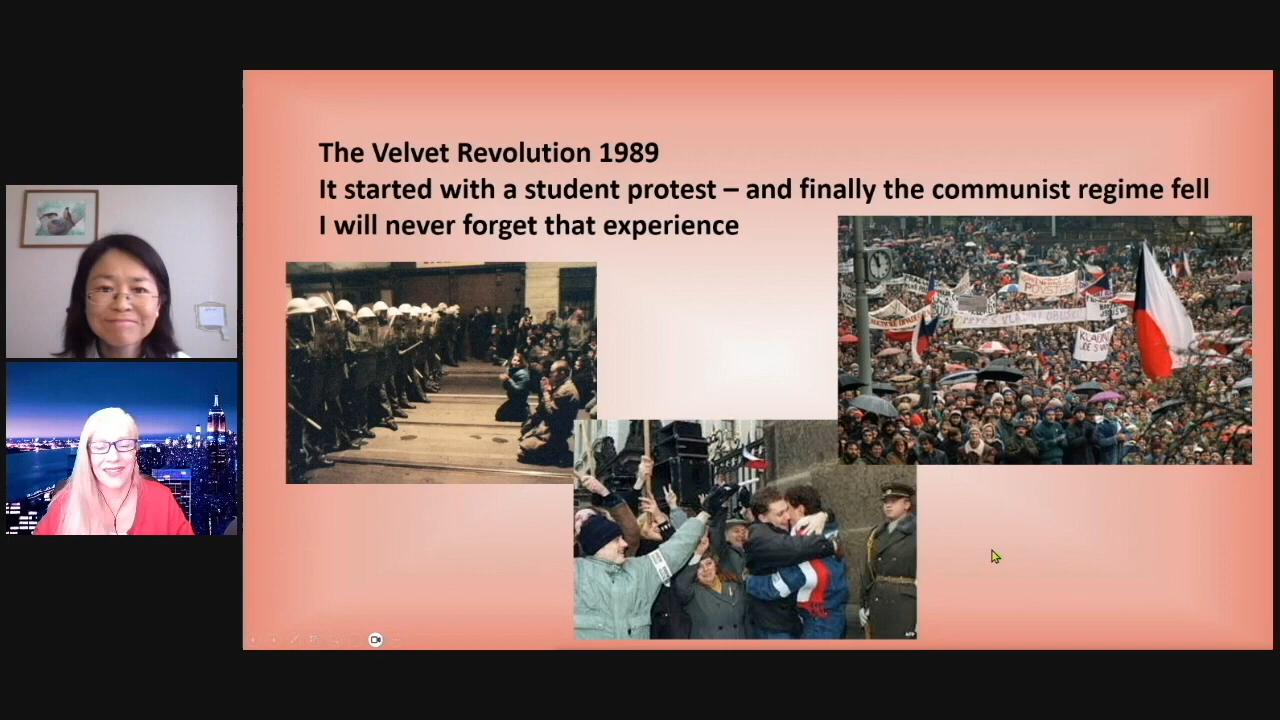 The Velvet Revolution 1989
It started with a student protest – and finally the communist regime fell
I will never forget that experience
AFP